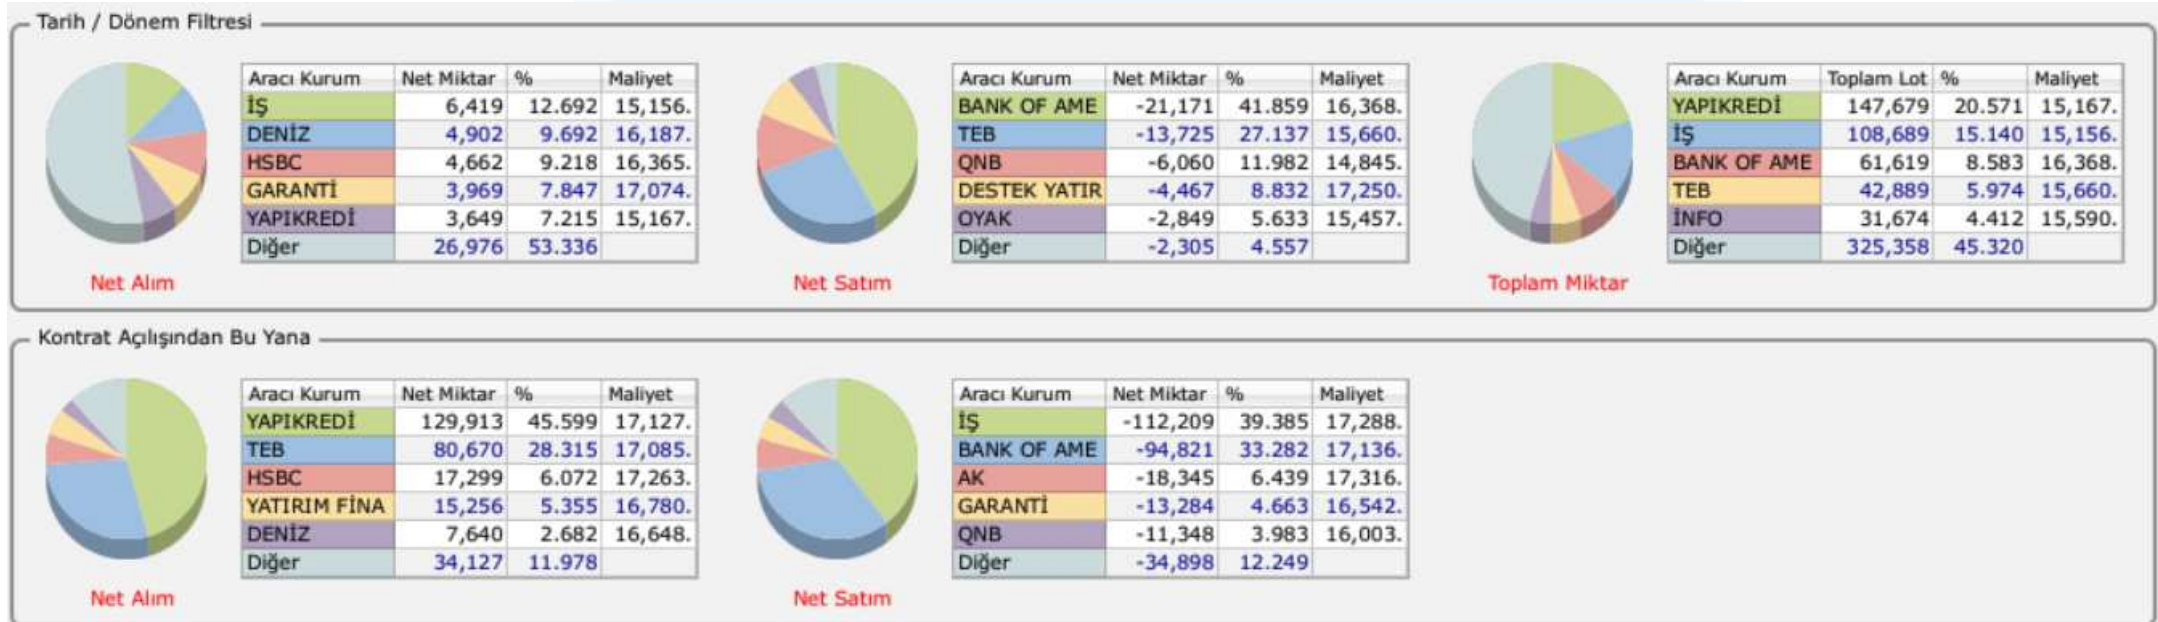 Tarih / Dönem Filtresi
Aracı Kurum Net Miktar % Maliyet
İŞ 6,419 12.692 15,156.
DENİZ 4,902 9.692 16,187.
HSBC 4,662 9.218 16,365.
GARANTİ 3,969 7.847 17,074.
YAPIKREDİ 3,649 7.215 15,167.
Diğer 26,976 53.336
Net Alım
Aracı Kurum Net Miktar % Maliyet
BANK OF AME -21,171 41.859 16,368.
TEB -13,725 27.137 15,660.
QNB -6,060 11.982 14,845.
DESTEK YATIR -4,467 8.832 17,250.
OYAK -2,849 5.633 15,457.
Diğer -2,305 4.557
Net Satım
Aracı Kurum Toplam Lot % Maliyet
YAPIKREDİ 147,679 20.571 15,167.
İŞ 108,689 15.140 15,156.
BANK OF AME 61,619 8.583 16,368.
TEB 42,889 5.974 15,660.
İNFO 31,674 4.412 15,590.
Diğer 325,358 45.320
Toplam Miktar
Kontrat Açılışından Bu Yana
Aracı Kurum Net Miktar % Maliyet
YAPIKREDİ 129,913 45.599 17,127.
TEB 80,670 28.315 17,085.
HSBC 17,299 6.072 17,263.
YATIRIM FİNA 15,256 5.355 16,780.
DENİZ 7,640 2.682 16,648.
Diğer 34,127 11.978
Net Alım
Aracı Kurum Net Miktar % Maliyet
İŞ -112,209 39.385 17,288.
BANK OF AME -94,821 33.282 17,136.
AK -18,345 6.439 17,316.
GARANTİ -13,284 4.663 16,542.
QNB -11,348 3.983 16,003.
Diğer -34,898 12.249
Net Satım